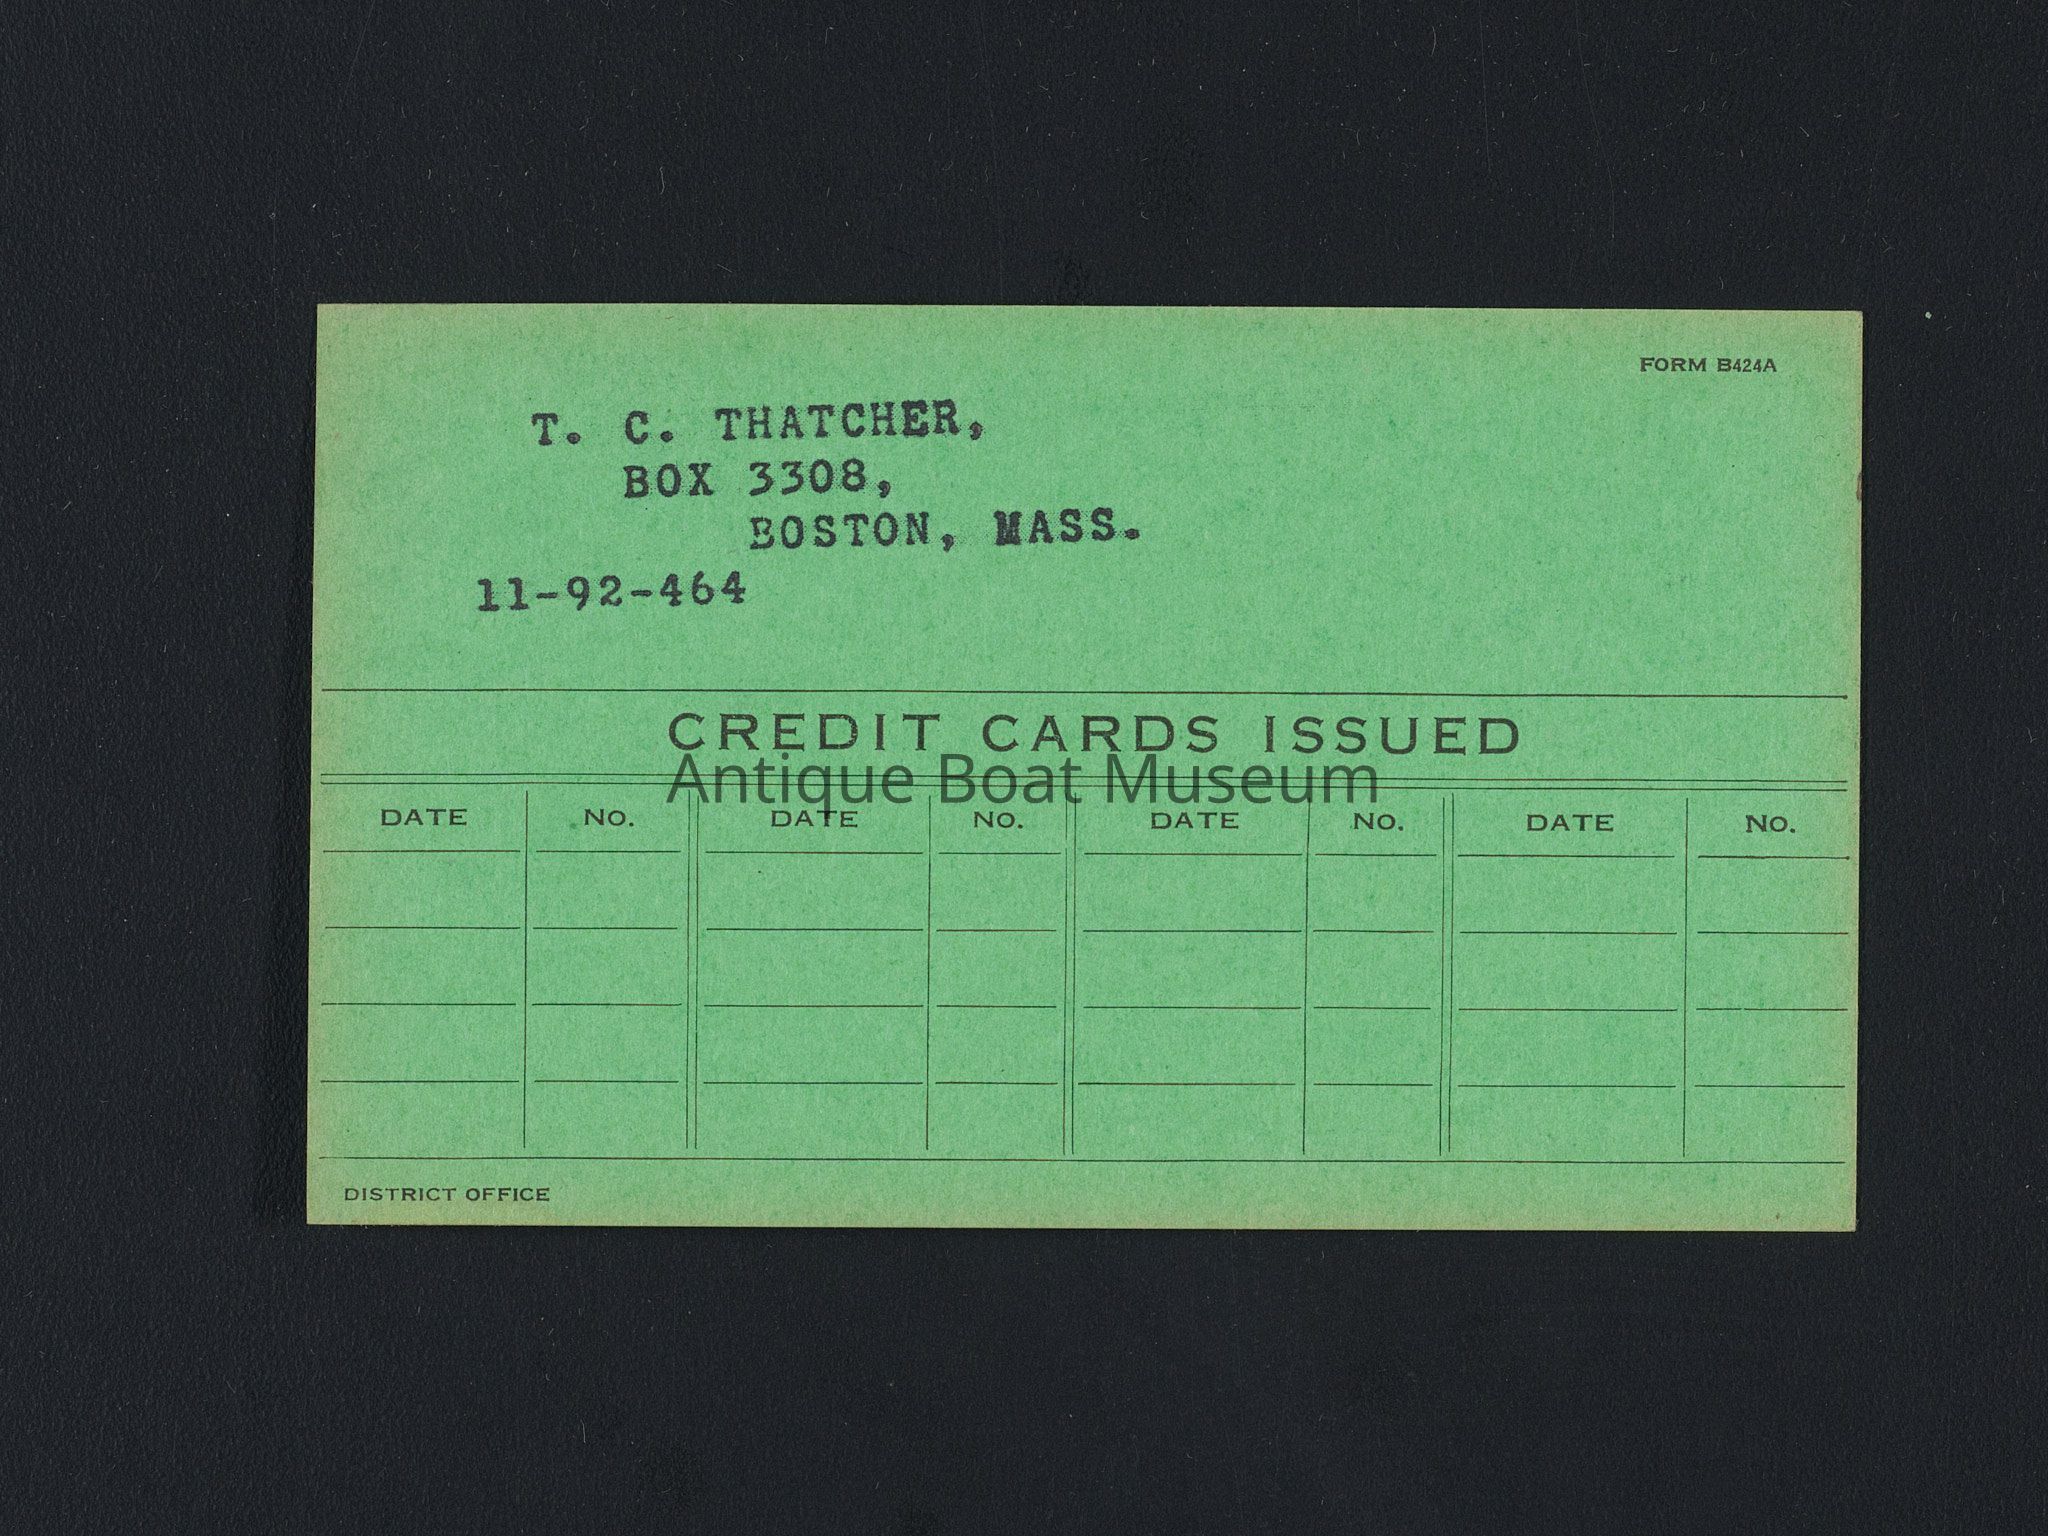 FORM B424A
T. C. THATCHER,
BOX 3308,
BOSTON, MASS.
11-92-464
CREDIT CARDS ISSUED
Antique Boat Museum
DATE NO. DATE NO. DATE NO. DATE NO.
DISTRICT OFFICE